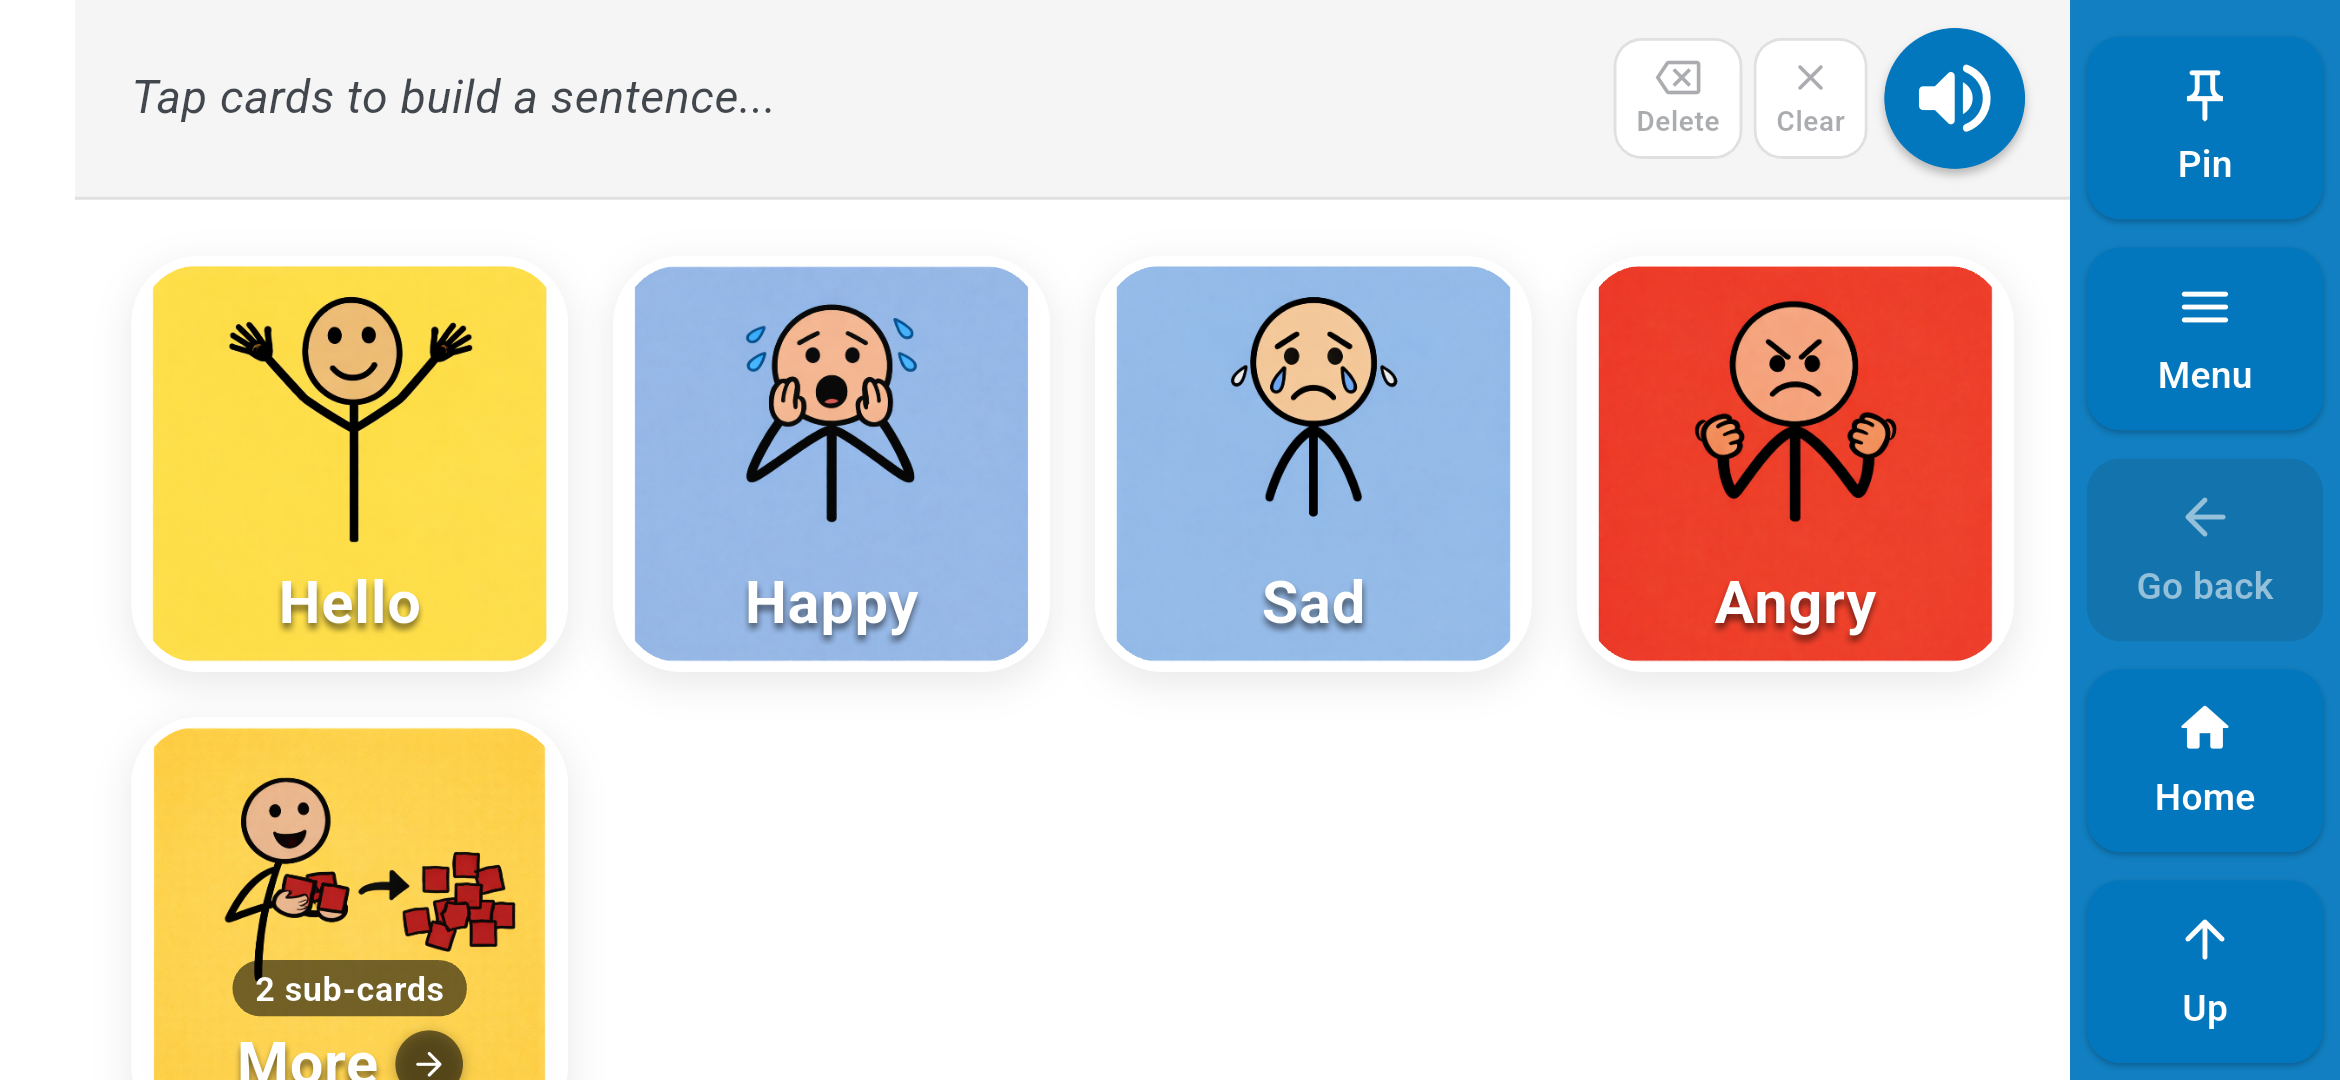 Tap cards to build a sentence...
Delete
Clear
Pin
Menu
Go back
Home
Up
Hello
Happy
Sad
Angry
2 sub-cards
More